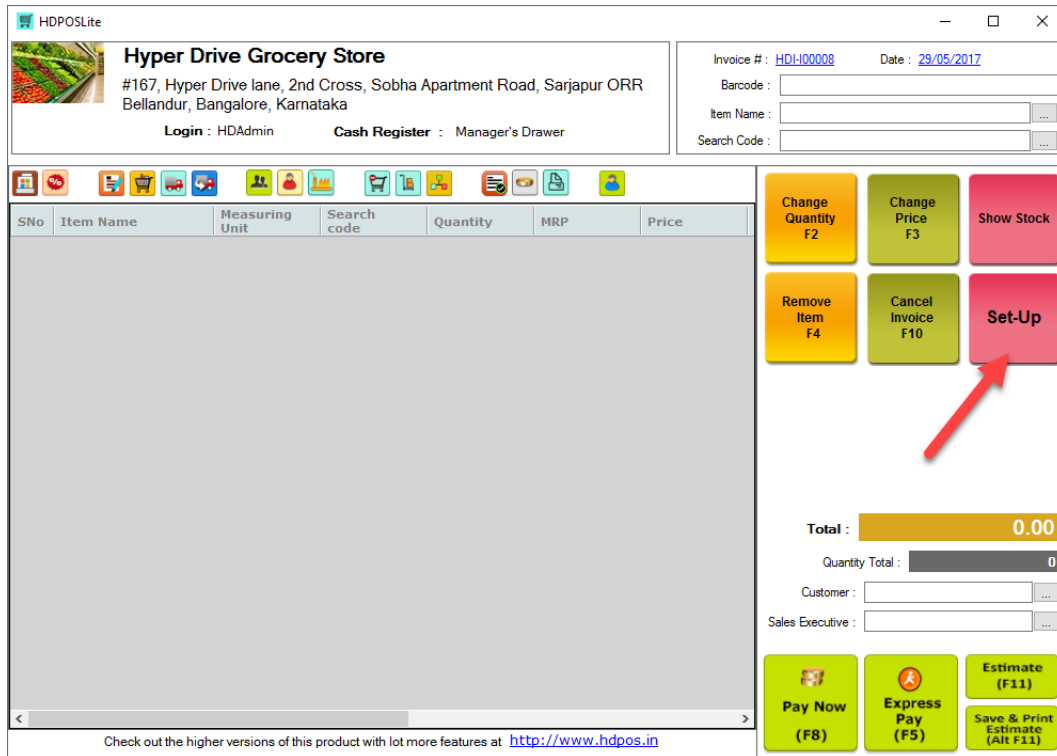 HDPOSLite
Hyper Drive Grocery Store
#167, Hyper Drive lane, 2nd Cross, Sobha Apartment Road, Sarjapur ORR
Bellandur, Bangalore, Karnataka
Login : HDAdmin Cash Register : Manager's Drawer
Invoice # : HDI-I00008 Date : 29/05/2017
Barcode :
Item Name : ...
Search Code : ...
SNo Item Name Measuring Unit Search code Quantity MRP Price
Change
Quantity
F2
Change
Price
F3
Show Stock
Remove
Item
F4
Cancel
Invoice
F10
Set-Up
Total : 0.00
Quantity Total : 0
Customer : ...
Sales Executive : ...
Pay Now
(F8)
Express
Pay
(F5)
Estimate
(F11)
Save & Print
Estimate
(Alt F11)
Check out the higher versions of this product with lot more features at http://www.hdpos.in